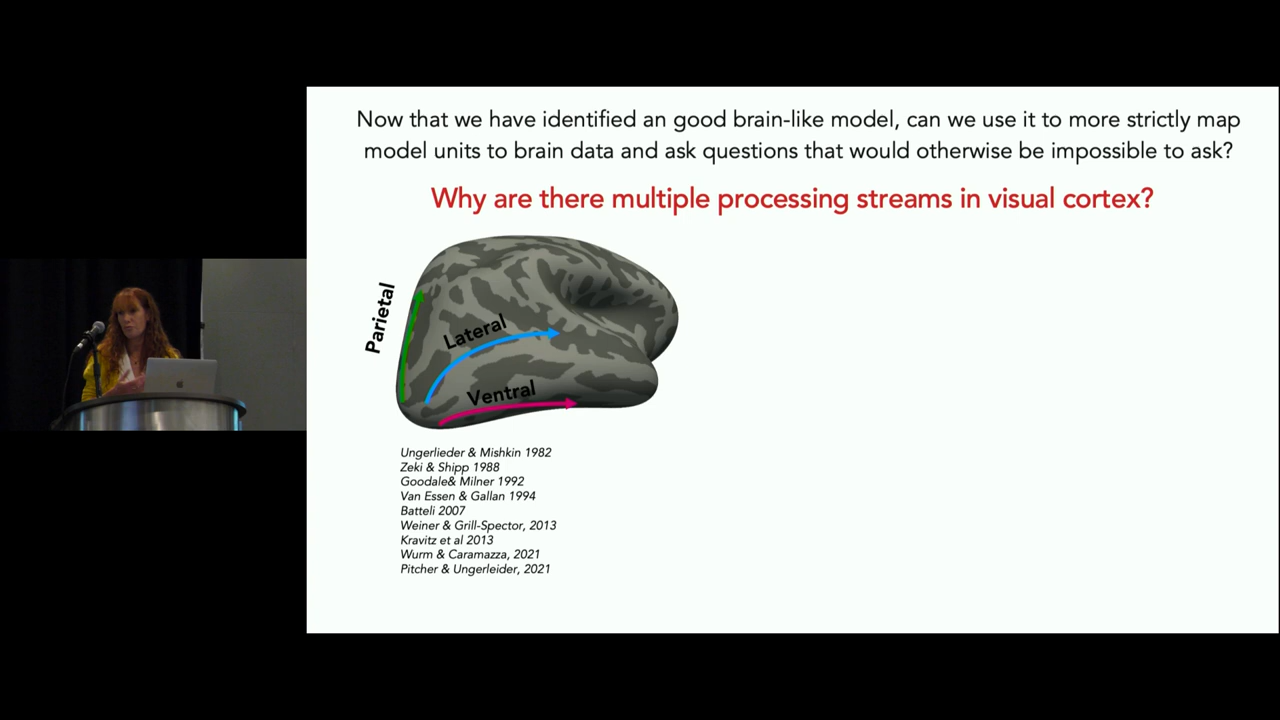 Now that we have identified an good brain-like model, can we use it to more strictly map
model units to brain data and ask questions that would otherwise be impossible to ask?
Why are there multiple processing streams in visual cortex?
Parietal
Lateral
Ventral
Ungerlieder & Mishkin 1982
Zeki & Shipp 1988
Goodale& Milner 1992
Van Essen & Gallan 1994
Batteli 2007
Weiner & Grill-Spector, 2013
Kravitz et al 2013
Wurm & Caramazza, 2021
Pitcher & Ungerleider, 2021